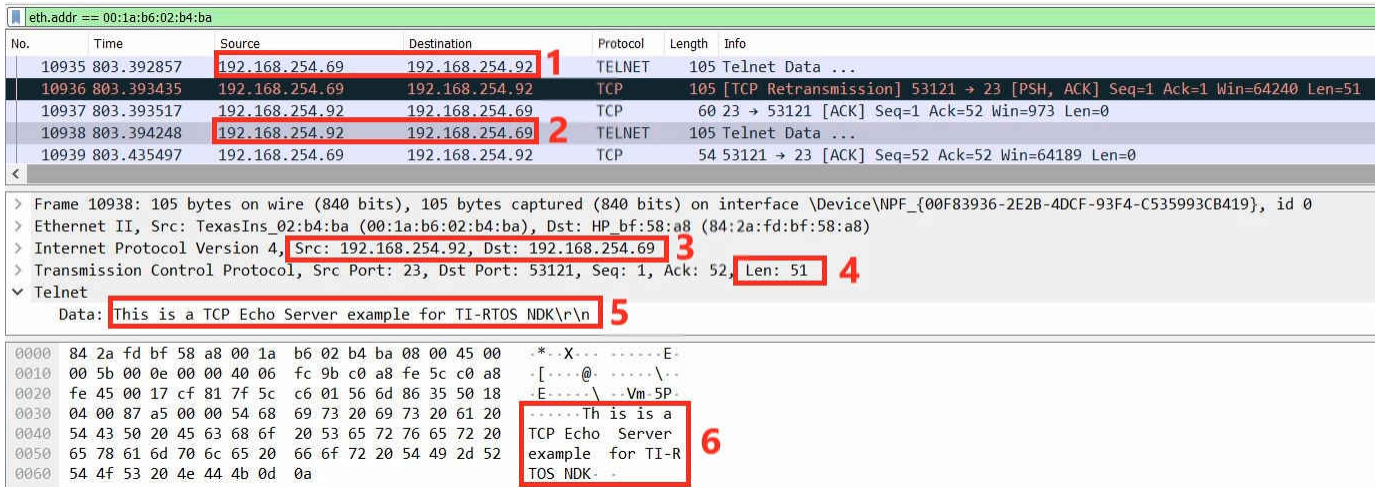 eth.addr == 00:1a:b6:02:b4:ba
No. Time Source Destination Protocol Length Info
10935 803.392857 192.168.254.69 192.168.254.92 1 TELNET 105 Telnet Data ...
10936 803.393435 192.168.254.69 192.168.254.92 TCP 105 [TCP Retransmission] 53121 → 23 [PSH, ACK] Seq=1 Ack=1 Win=64240 Len=51
10937 803.393517 192.168.254.92 192.168.254.69 TCP 60 23 → 53121 [ACK] Seq=1 Ack=52 Win=973 Len=0
10938 803.394248 192.168.254.92 192.168.254.69 2 TELNET 105 Telnet Data ...
10939 803.435497 192.168.254.69 192.168.254.92 TCP 54 53121 → 23 [ACK] Seq=52 Ack=52 Win=64189 Len=0
> Frame 10938: 105 bytes on wire (840 bits), 105 bytes captured (840 bits) on interface \Device\NPF_{00F83936-2E2B-4DCF-93F4-C535993CB419}, id 0
> Ethernet II, Src: TexasIns_02:b4:ba (00:1a:b6:02:b4:ba), Dst: HP_bf:58:a8 (84:2a:fd:bf:58:a8)
> Internet Protocol Version 4, Src: 192.168.254.92, Dst: 192.168.254.69 3
> Transmission Control Protocol, Src Port: 23, Dst Port: 53121, Seq: 1, Ack: 52, Len: 51 4
Telnet
Data: This is a TCP Echo Server example for TI-RTOS NDK\r\n 5
0000 84 2a fd bf 58 a8 00 1a b6 02 b4 ba 08 00 45 00 ·*··X··· ······E·
0010 00 5b 00 0e 00 00 40 06 fc 9b c0 a8 fe 5c c0 a8 ·[····@· ·····\··
0020 fe 45 00 17 cf 81 7f 5c c6 01 56 6d 86 35 50 18 ·E·····\ ··Vm·5P·
0030 04 00 87 a5 00 00 54 68 69 73 20 69 73 20 61 20 ······Th is is a
0040 54 43 50 20 45 63 68 6f 20 53 65 72 76 65 72 20 TCP Echo Server 6
0050 65 78 61 6d 70 6c 65 20 66 6f 72 20 54 49 2d 52 example for TI-R
0060 54 4f 53 20 4e 44 4b 0d 0a TOS NDK· ·